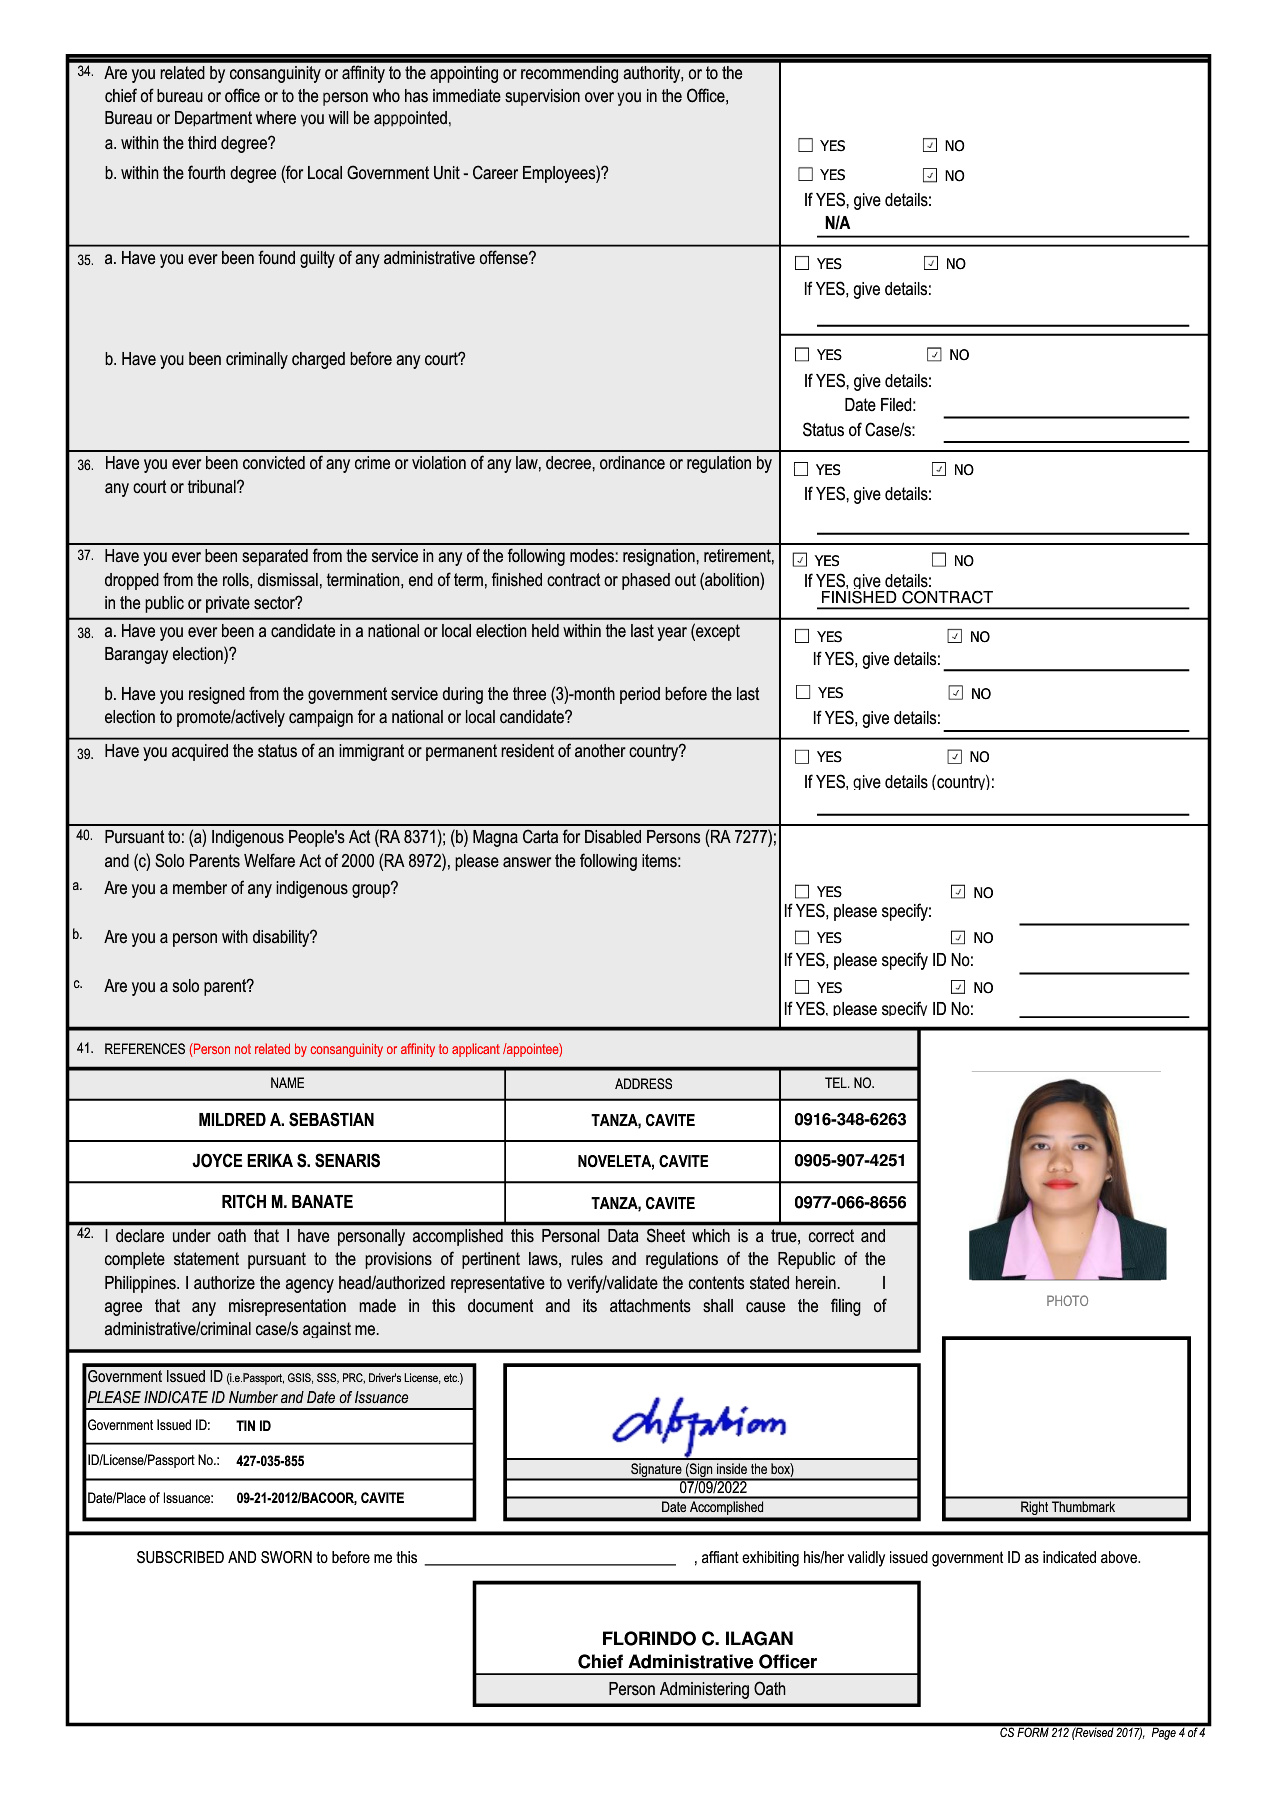 34. Are you related by consanguinity or affinity to the appointing or recommending authority, or to the
chief of bureau or office or to the person who has immediate supervision over you in the Office,
Bureau or Department where you will be apppointed,
a. within the third degree?
☐ YES ☑ NO
b. within the fourth degree (for Local Government Unit - Career Employees)?
☐ YES ☑ NO
If YES, give details:
N/A
35. a. Have you ever been found guilty of any administrative offense?
☐ YES ☑ NO
If YES, give details:
b. Have you been criminally charged before any court?
☐ YES ☑ NO
If YES, give details:
Date Filed:
Status of Case/s:
36. Have you ever been convicted of any crime or violation of any law, decree, ordinance or regulation by
any court or tribunal?
☐ YES ☑ NO
If YES, give details:
37. Have you ever been separated from the service in any of the following modes: resignation, retirement,
dropped from the rolls, dismissal, termination, end of term, finished contract or phased out (abolition)
in the public or private sector?
☑ YES ☐ NO
If YES, give details:
FINISHED CONTRACT
38. a. Have you ever been a candidate in a national or local election held within the last year (except
Barangay election)?
☐ YES ☑ NO
If YES, give details:
b. Have you resigned from the government service during the three (3)-month period before the last
election to promote/actively campaign for a national or local candidate?
☐ YES ☑ NO
If YES, give details:
39. Have you acquired the status of an immigrant or permanent resident of another country?
☐ YES ☑ NO
If YES, give details (country):
40. Pursuant to: (a) Indigenous People's Act (RA 8371); (b) Magna Carta for Disabled Persons (RA 7277);
and (c) Solo Parents Welfare Act of 2000 (RA 8972), please answer the following items:
a. Are you a member of any indigenous group?
☐ YES ☑ NO
If YES, please specify:
b. Are you a person with disability?
☐ YES ☑ NO
If YES, please specify ID No:
c. Are you a solo parent?
☐ YES ☑ NO
If YES, please specify ID No:
41. REFERENCES (Person not related by consanguinity or affinity to applicant /appointee)
NAME ADDRESS TEL. NO.
MILDRED A. SEBASTIAN TANZA, CAVITE 0916-348-6263
JOYCE ERIKA S. SENARIS NOVELETA, CAVITE 0905-907-4251
RITCH M. BANATE TANZA, CAVITE 0977-066-8656
42. I declare under oath that I have personally accomplished this Personal Data Sheet which is a true, correct and
complete statement pursuant to the provisions of pertinent laws, rules and regulations of the Republic of the
Philippines. I authorize the agency head/authorized representative to verify/validate the contents stated herein. I
agree that any misrepresentation made in this document and its attachments shall cause the filing of
administrative/criminal case/s against me.
PHOTO
Government Issued ID (i.e.Passport, GSIS, SSS, PRC, Driver's License, etc.)
PLEASE INDICATE ID Number and Date of Issuance
Government Issued ID: TIN ID
ID/License/Passport No.: 427-035-855
Date/Place of Issuance: 09-21-2012/BACOOR, CAVITE
Signature (Sign inside the box)
07/09/2022
Date Accomplished
Right Thumbmark
SUBSCRIBED AND SWORN to before me this , affiant exhibiting his/her validly issued government ID as indicated above.
FLORINDO C. ILAGAN
Chief Administrative Officer
Person Administering Oath
CS FORM 212 (Revised 2017), Page 4 of 4